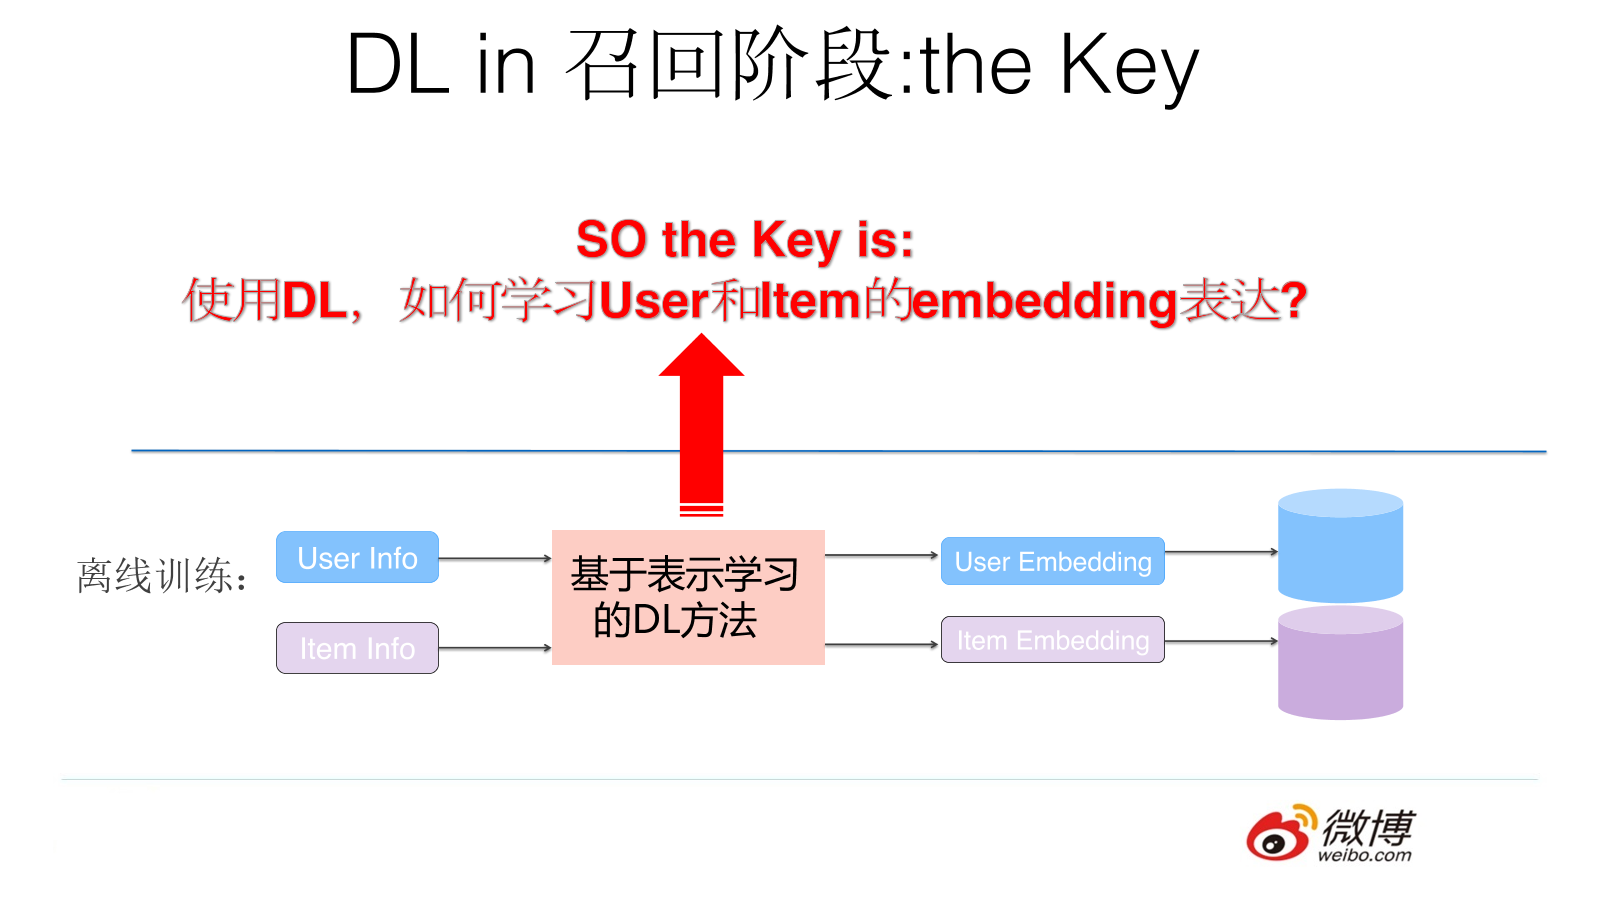 DL in 召回阶段:the Key
SO the Key is:
使用DL，如何学习User和Item的embedding表达?
离线训练：
User Info
Item Info
基于表示学习
的DL方法
User Embedding
Item Embedding
微博
weibo.com